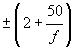 ± ( 2 + 50/f )